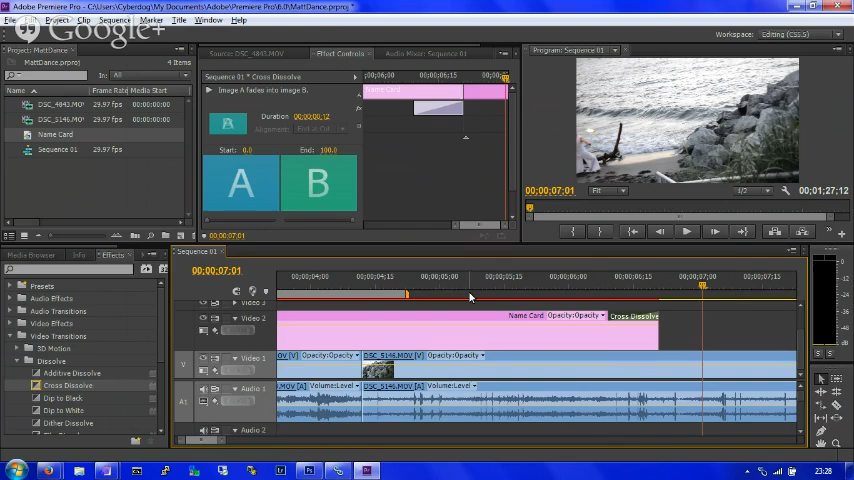 Adobe Premiere Pro - C:\Users\Cyberdog\My Documents\Adobe\Premiere Pro\6.0\MattDance.prproj *
File Edit Project Clip Sequence Marker Title Window Help
Google+
Workspace: Editing (CS5.5)
Project: MattDance
MattDance.prproj 4 Items
In: All
Name Frame Rate Media Start
DSC_4843.MOV 29.97 fps 00:00:00:00
DSC_5146.MOV 29.97 fps 00:00:00:00
Name Card
Sequence 01 29.97 fps
Source: DSC_4843.MOV Effect Controls Audio Mixer: Sequence 01
Sequence 01 * Cross Dissolve
;00;06;00 00;00;06;15
Image A fades into image B.
Name Card
Duration 00;00;00;12
Alignment: End at Cut
Start: 0.0 End: 100.0
A B
00;00;07;01
Program: Sequence 01
00;00;07;01 Fit 1/2 00;01;27;12
Media Browser Info Effects
Presets
Audio Effects
Audio Transitions
Video Effects
Video Transitions
3D Motion
Dissolve
Additive Dissolve
Cross Dissolve
Dip to Black
Dip to White
Dither Dissolve
Sequence 01
00;00;07;01
00;00;04;00 00;00;04;15 00;00;05;00 00;00;05;15 00;00;06;00 00;00;06;15 00;00;07;00 00;00;07;15
Video 3
Video 2 Name Card Opacity:Opacity Cross Dissolve
V Video 1 OV [V] Opacity:Opacity DSC_5146.MOV [V] Opacity:Opacity
A1 Audio 1 .MOV [A] Volume:Level DSC_5146.MOV [A] Volume:Level
Audio 2
S S
23:28